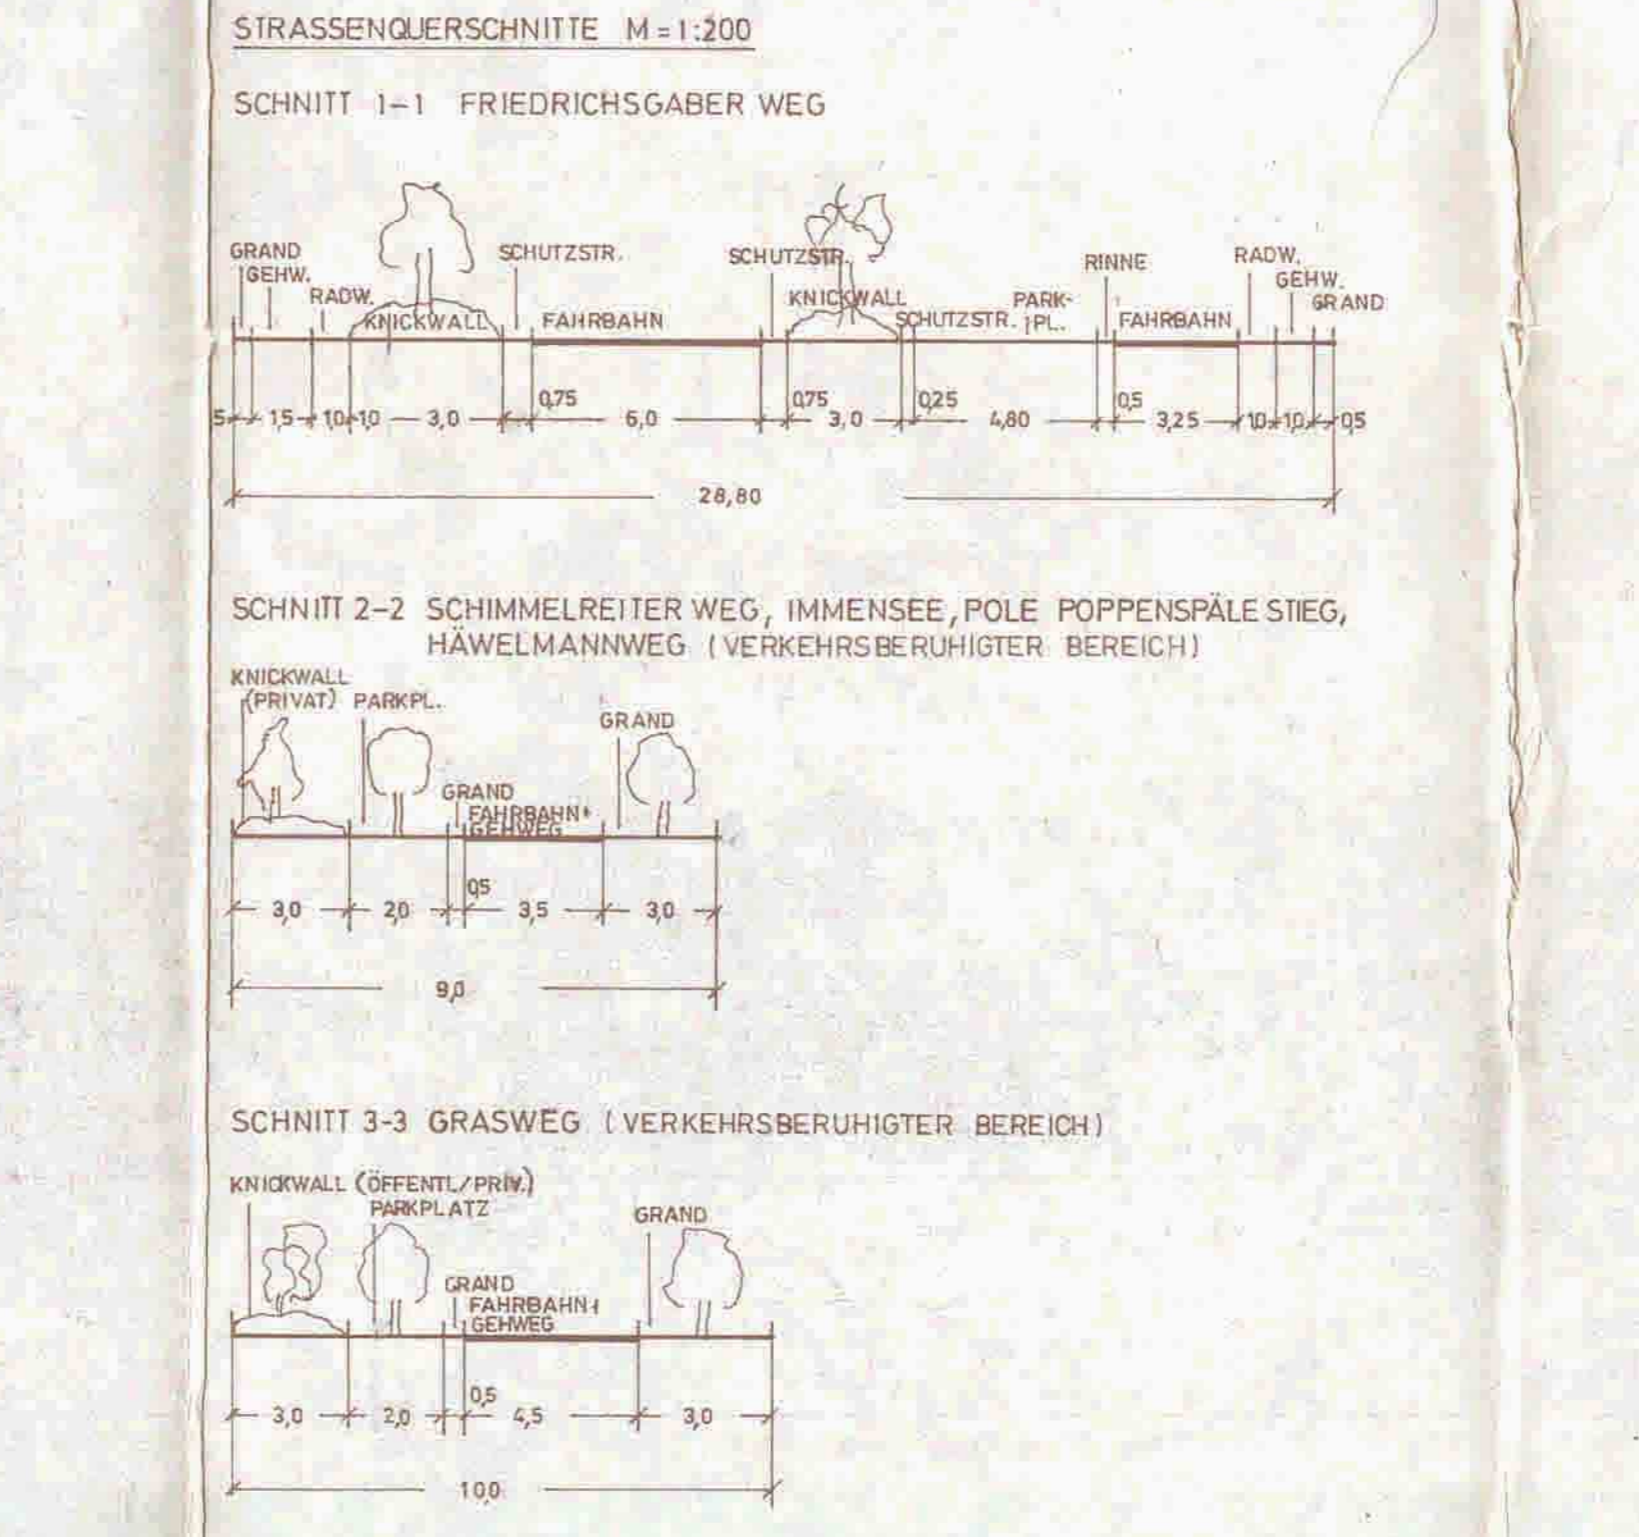 STRASSENQUERSCHNITTE M = 1:200
SCHNITT 1-1 FRIEDRICHSGABER WEG
GRAND
GEHW.
RADW.
KNICKWALL
SCHUTZSTR.
FAHRBAHN
SCHUTZSTR.
KNICKWALL
SCHUTZSTR.
PARK-
PL.
RINNE
FAHRBAHN
RADW.
GEHW.
GRAND
5 1,5 1,0 1,0 3,0 0,75 6,0 0,75 3,0 0,25 4,80 0,5 3,25 1,0 1,0 0,5
28,80
SCHNITT 2-2 SCHIMMELREITER WEG, IMMENSEE, POLE POPPENSPÄLE STIEG,
HÄWELMANNWEG (VERKEHRSBERUHIGTER BEREICH)
KNICKWALL
(PRIVAT) PARKPL.
GRAND
GRAND
FAHRBAHN+
GEHWEG
3,0 2,0 0,5 3,5 3,0
9,0
SCHNITT 3-3 GRASWEG (VERKEHRSBERUHIGTER BEREICH)
KNICKWALL (ÖFFENTL/PRIV.)
PARKPLATZ
GRAND
GRAND
FAHRBAHN+
GEHWEG
3,0 2,0 0,5 4,5 3,0
10,0